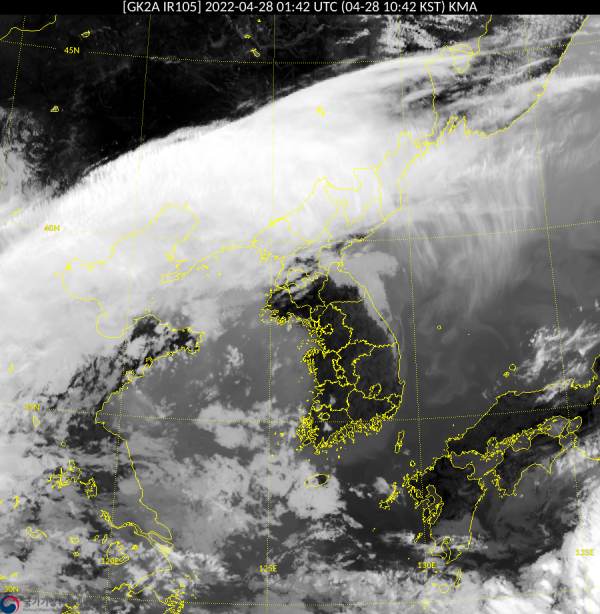 [GK2A IR105] 2022-04-28 01:42 UTC (04-28 10:42 KST) KMA
45N
40N
35N
135E
120E
125E
130E
30N